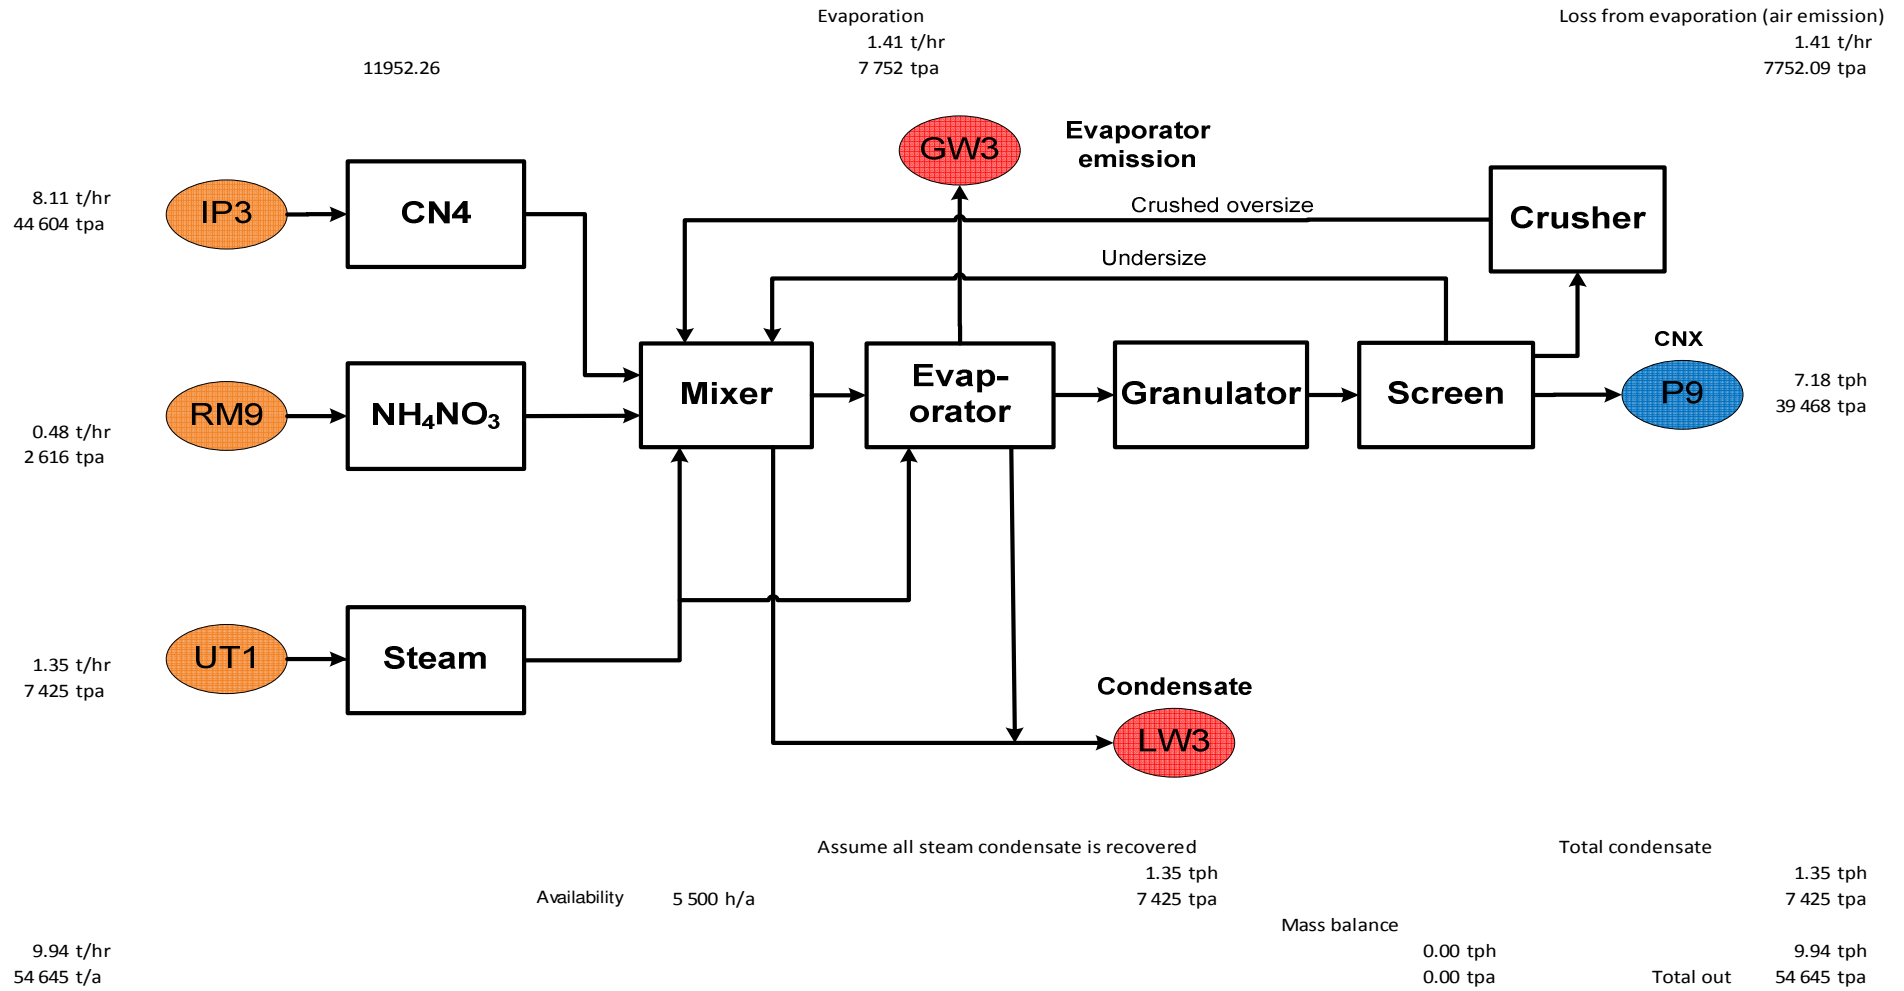 Evaporation
Loss from evaporation (air emission)
1.41 t/hr
1.41 t/hr
11952.26
7 752 tpa
7752.09 tpa
GW3
Evaporator
emission
8.11 t/hr
44 604 tpa
IP3
CN4
Crushed oversize
Crusher
Undersize
CNX
0.48 t/hr
2 616 tpa
RM9
NH₄NO₃
Mixer
Evap-
orator
Granulator
Screen
P9
7.18 tph
39 468 tpa
1.35 t/hr
7 425 tpa
UT1
Steam
Condensate
LW3
Assume all steam condensate is recovered
Total condensate
1.35 tph
1.35 tph
Availability 5 500 h/a
7 425 tpa
7 425 tpa
Mass balance
9.94 t/hr
0.00 tph
9.94 tph
54 645 t/a
0.00 tpa
Total out 54 645 tpa